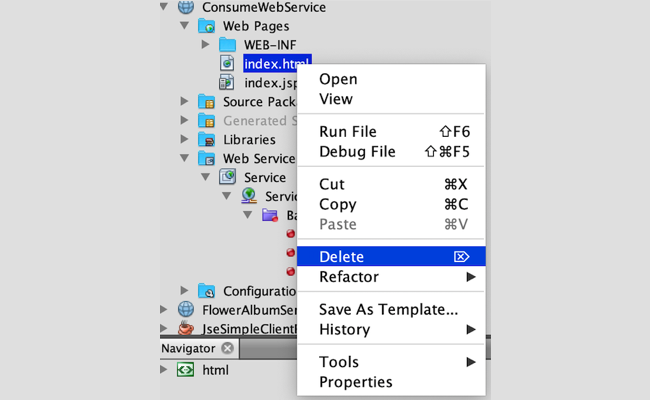 ConsumeWebService
Web Pages
WEB-INF
index.html
index.jsp
Source Pack
Generated S
Libraries
Web Service
Service
Servic
Ba
Configuration
FlowerAlbumSer
JseSimpleClient
Navigator
html
Open
View
Run File ⇧F6
Debug File ⇧⌘F5
Cut ⌘X
Copy ⌘C
Paste ⌘V
Delete ⌦
Refactor
Save As Template...
History
Tools
Properties